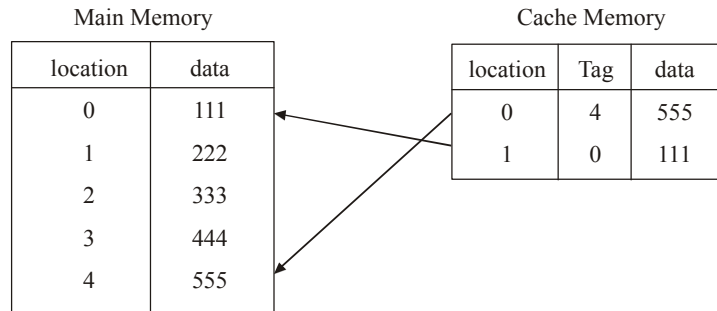 Main Memory
location data
0 111
1 222
2 333
3 444
4 555
Cache Memory
location Tag data
0 4 555
1 0 111